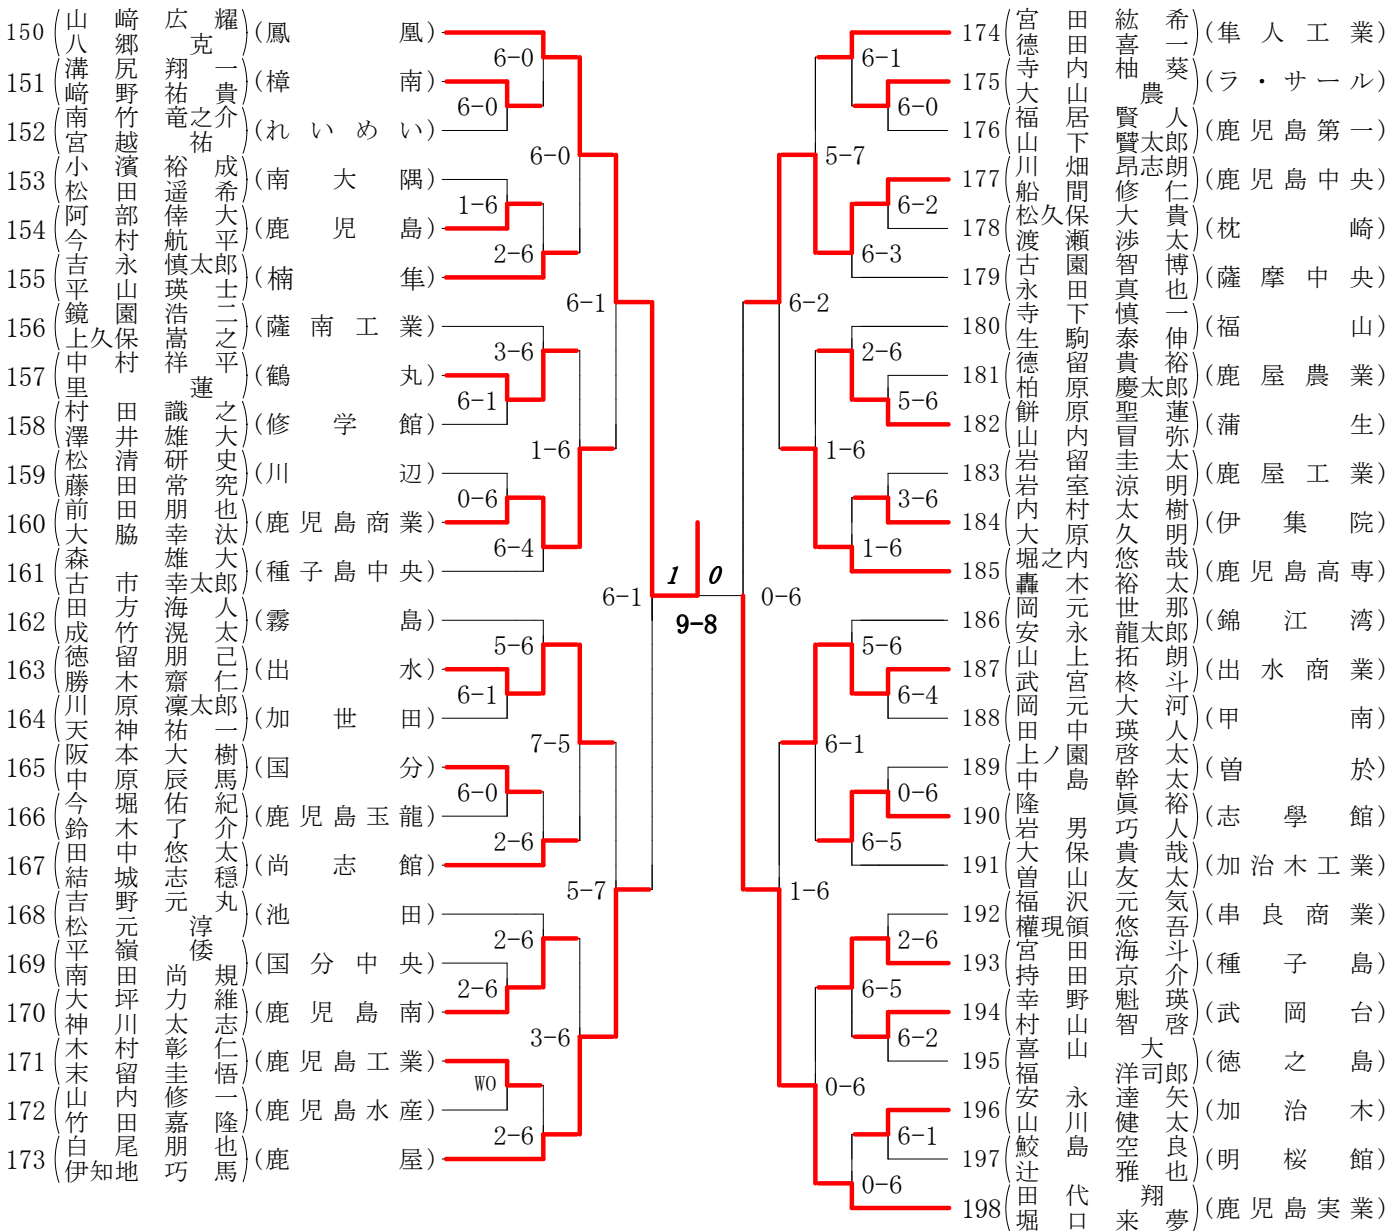 150 山﨑広耀 八郷克 (鳳凰)
151 溝尻翔一 﨑野祐貴 (樟南)
152 南竹竜之介 宮越祐 (れいめい)
153 小濱裕成 松田遥希 (南大隅)
154 阿部倖大 今村航平 (鹿児島)
155 吉永慎太郎 平山瑛士 (楠隼)
156 鏡園浩二 上久保嵩之 (薩南工業)
157 中村祥平 里蓮 (鶴丸)
158 村田識之 澤井雄大 (修学館)
159 松清研史 藤田常究 (川辺)
160 前田朋也 大脇幸汰 (鹿児島商業)
161 森雄大 古市幸太郎 (種子島中央)
162 田方海人 成竹滉太 (霧島)
163 徳留朋己 勝木齋仁 (出水)
164 川原凜太郎 天神祐一 (加世田)
165 阪本大樹 中原辰馬 (国分)
166 今堀佑紀 鈴木了介 (鹿児島玉龍)
167 田中悠太 結城志穏 (尚志館)
168 吉野元丸 松元淳 (池田)
169 平嶺倭 南田尚規 (国分中央)
170 大坪力維 神川太志 (鹿児島南)
171 木村彰仁 末留圭悟 (鹿児島工業)
172 山内修一 竹田嘉隆 (鹿児島水産)
173 白尾朋也 伊知地巧馬 (鹿屋)
6-0
6-0
6-0
1-6
2-6
6-1
3-6
6-1
1-6
0-6
6-4
6-1
5-6
6-1
7-5
6-0
2-6
5-7
2-6
2-6
3-6
WO
2-6
1 0
9-8
174 宮田紘希 德田喜一 (隼人工業)
175 寺内柚葵 大山農 (ラ・サール)
176 福居賢人 山下贒太郎 (鹿児島第一)
177 川畑昂志朗 船間修仁 (鹿児島中央)
178 松久保大貴 渡瀬渉太 (枕崎)
179 古園智博 永田真也 (薩摩中央)
180 寺下慎一 生駒泰伸 (福山)
181 德留貴裕 柏原慶太郎 (鹿屋農業)
182 餅原聖蓮 山内冒弥 (蒲生)
183 岩留圭太 岩室涼明 (鹿屋工業)
184 内村太樹 大原久明 (伊集院)
185 堀之内悠哉 轟木裕太 (鹿児島高専)
186 岡元世那 安永龍太郎 (錦江湾)
187 山上拓朗 武宮柊斗 (出水商業)
188 岡元大河 田中瑛人 (甲南)
189 上ノ園啓太 中島幹太 (曽於)
190 隆眞裕 岩男巧人 (志學館)
191 大保貴哉 曽山友太 (加治木工業)
192 福沢元気 權現領悠吾 (串良商業)
193 宮田海斗 持田京介 (種子島)
194 幸野魁瑛 村山智啓 (武岡台)
195 喜山大 福洋司郎 (徳之島)
196 安永達矢 山川健太 (加治木)
197 鮫島空良 辻雅也 (明桜館)
198 田代翔 堀口来夢 (鹿児島実業)
6-1
6-0
5-7
6-2
6-3
6-2
2-6
5-6
1-6
3-6
1-6
0-6
5-6
6-4
6-1
0-6
6-5
1-6
2-6
6-5
6-2
0-6
6-1
0-6